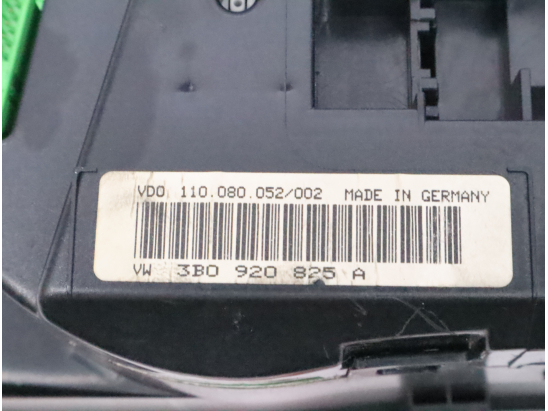 VDO 110.080.052/002 MADE IN GERMANY
VW 3B0 920 825 A